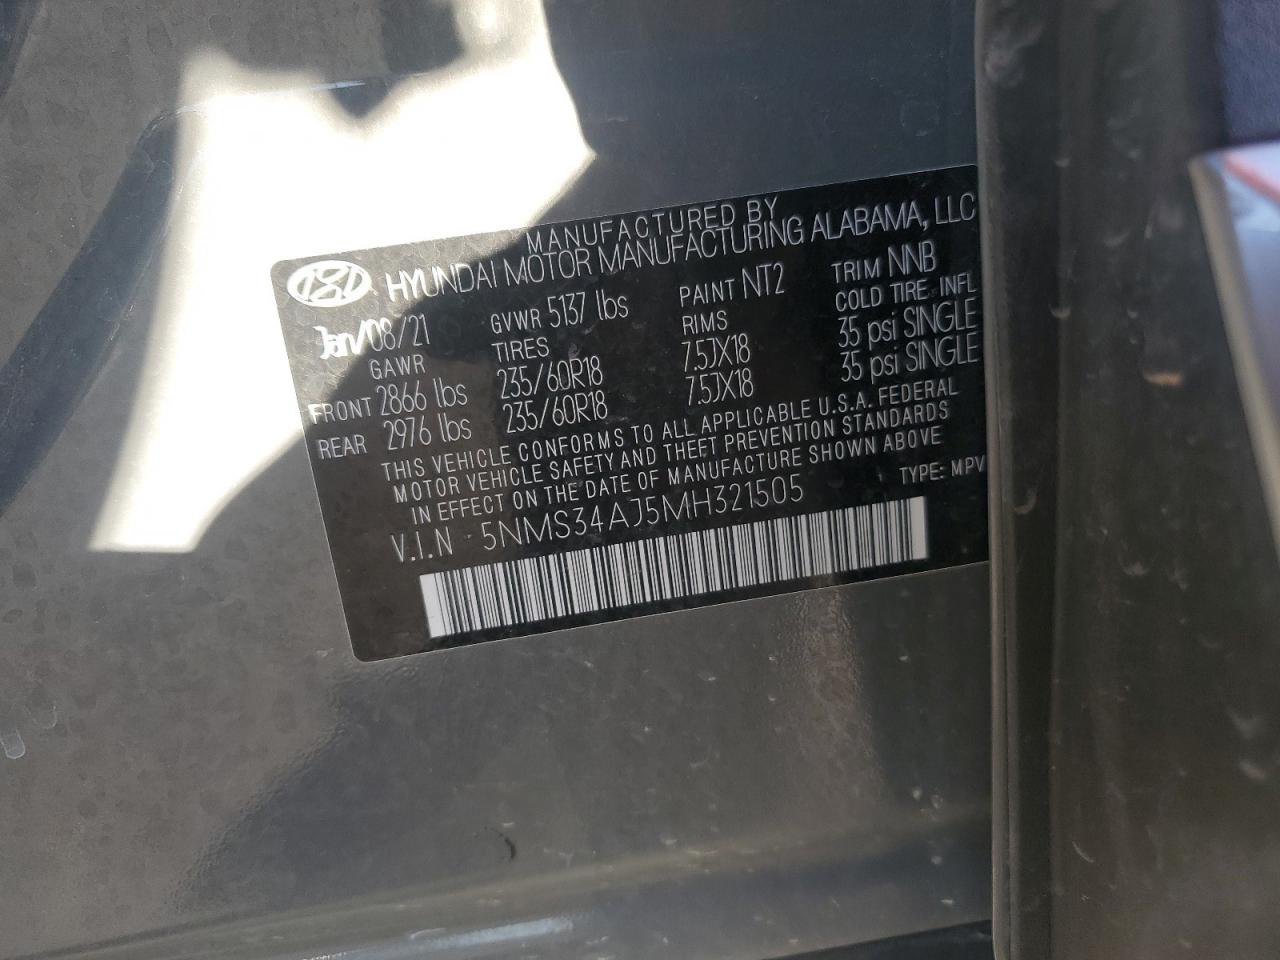 MANUFACTURED BY
HYUNDAI MOTOR MANUFACTURING ALABAMA, LLC
Jan/08/21 GVWR 5137 lbs PAINT NT2 TRIM NNB
GAWR TIRES RIMS COLD TIRE INFL
FRONT 2866 lbs 235/60R18 7.5JX18 35 psi SINGLE
REAR 2976 lbs 235/60R18 7.5JX18 35 psi SINGLE
THIS VEHICLE CONFORMS TO ALL APPLICABLE U.S.A. FEDERAL
MOTOR VEHICLE SAFETY AND THEFT PREVENTION STANDARDS
IN EFFECT ON THE DATE OF MANUFACTURE SHOWN ABOVE
V.I.N 5NMS34AJ5MH321505 TYPE: MPV